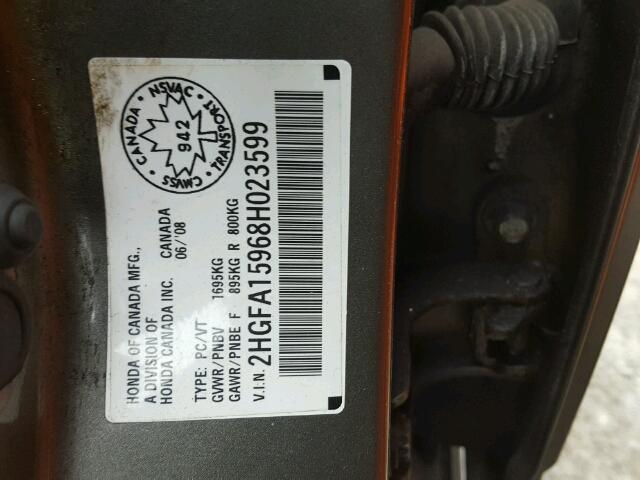 HONDA OF CANADA MFG.,
A DIVISION OF
HONDA CANADA INC. CANADA
06/'08
TYPE: PC/VT
GVWR/PNBV 1695KG
GAWR/PNBE F 895KG R 800KG
V.I.N. 2HGFA15968H023599
CANADA · NSVAC · TRANSPORT · CMVSS ·
942